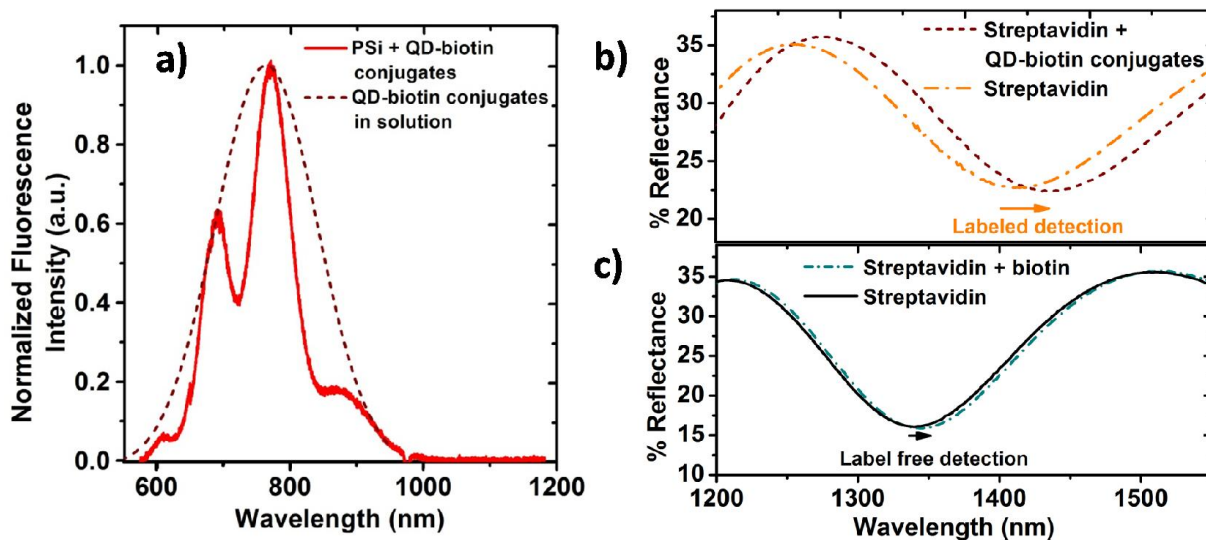 a)
PSi + QD-biotin
conjugates
QD-biotin conjugates
in solution
Normalized Fluorescence
Intensity (a.u.)
1.0
0.8
0.6
0.4
0.2
0.0
600
800
1000
1200
Wavelength (nm)
b)
Streptavidin +
QD-biotin conjugates
Streptavidin
% Reflectance
35
30
25
20
Labeled detection
c)
Streptavidin + biotin
Streptavidin
% Reflectance
35
30
25
20
15
10
Label free detection
1200
1300
1400
1500
Wavelength (nm)